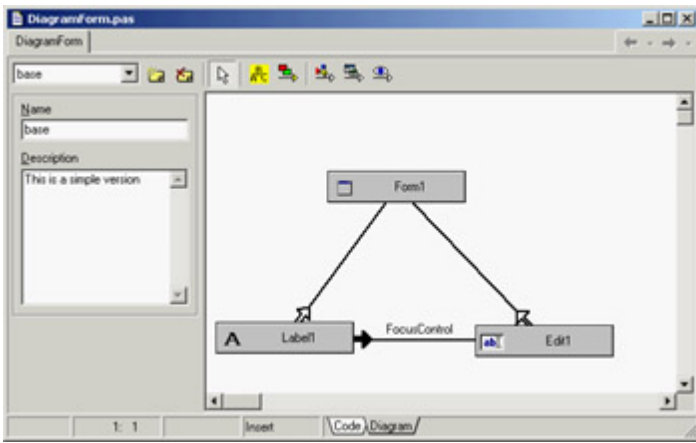 DiagramForm.pas
DiagramForm
base
Name
base
Description
This is a simple version
Form1
A Label1
FocusControl
ab Edit1
1: 1
Insert
Code Diagram